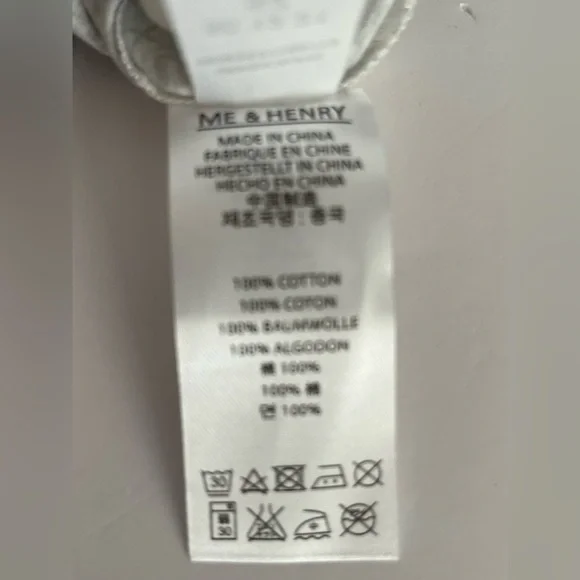 ME & HENRY
MADE IN CHINA
FABRIQUE EN CHINE
HERGESTELLT IN CHINA
HECHO EN CHINA
中国制造
제조국명 : 중국
100% COTTON
100% COTON
100% BAUMWOLLE
100% ALGODON
棉 100%
100% 棉
면 100%
30
30